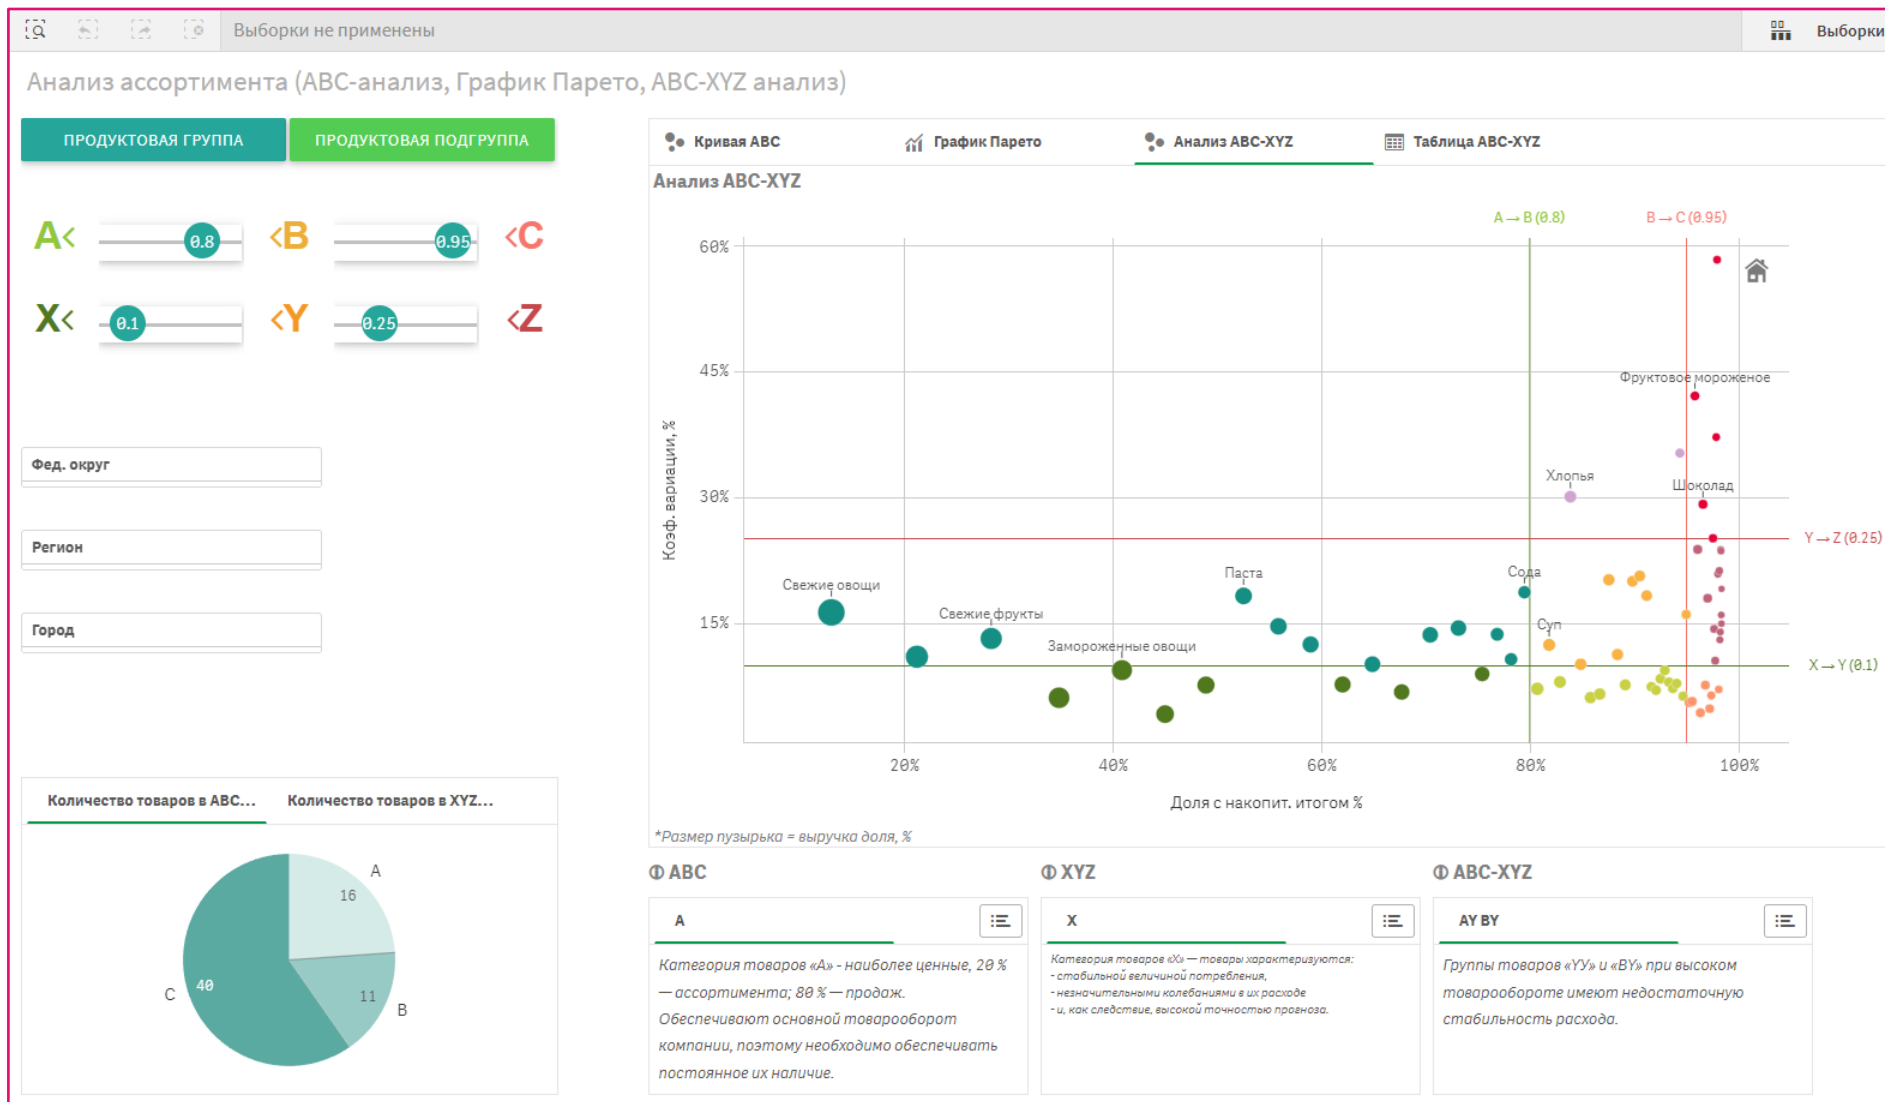 Выборки не применены
Выборки
Анализ ассортимента (ABC-анализ, График Парето, ABC-XYZ анализ)
ПРОДУКТОВАЯ ГРУППА
ПРОДУКТОВАЯ ПОДГРУППА
A<
0.8
<B
0.95
<C
X<
0.1
<Y
0.25
<Z
Фед. округ
Регион
Город
Количество товаров в ABC...
Количество товаров в XYZ...
A
16
B
11
C
40
Кривая ABC
График Парето
Анализ ABC-XYZ
Таблица ABC-XYZ
Анализ ABC-XYZ
A → B (0.8)
B → C (0.95)
60%
45%
30%
15%
Коэф. вариации, %
Фруктовое мороженое
Хлопья
Шоколад
Y → Z (0.25)
Свежие овощи
Паста
Сода
Свежие фрукты
Суп
Замороженные овощи
X → Y (0.1)
20%
40%
60%
80%
100%
Доля с накопит. итогом %
*Размер пузырька = выручка доля, %
ABC
A
Категория товаров «А» - наиболее ценные, 20 %
— ассортимента; 80 % — продаж.
Обеспечивают основной товарооборот
компании, поэтому необходимо обеспечивать
постоянное их наличие.
XYZ
X
Категория товаров «X» — товары характеризуются:
- стабильной величиной потребления,
- незначительными колебаниями в их расходе
- и, как следствие, высокой точностью прогноза.
ABC-XYZ
AY BY
Группы товаров «YУ» и «BY» при высоком
товарообороте имеют недостаточную
стабильность расхода.